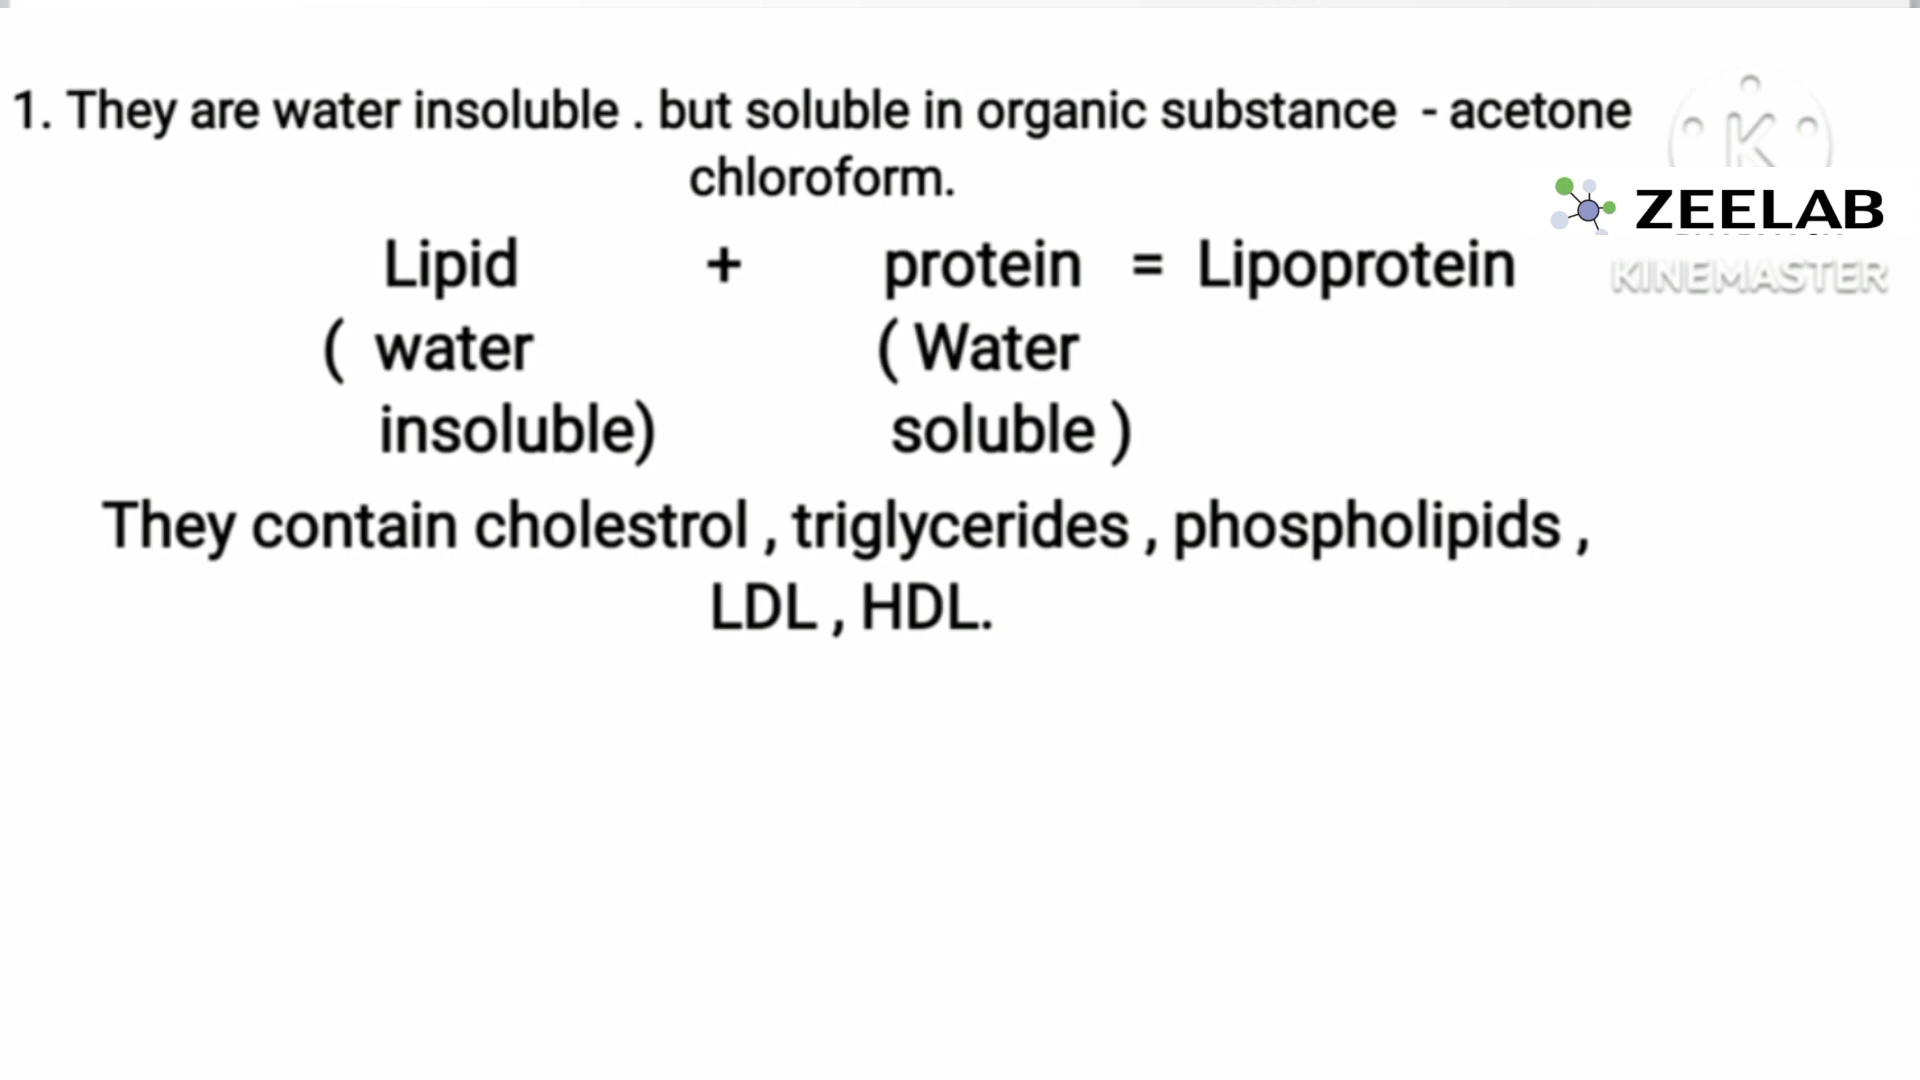 1. They are water insoluble . but soluble in organic substance - acetone
chloroform.
K
ZEELAB
Lipid + protein = Lipoprotein
KINEMASTER
( water ( Water
insoluble) soluble )
They contain cholestrol , triglycerides , phospholipids ,
LDL , HDL.